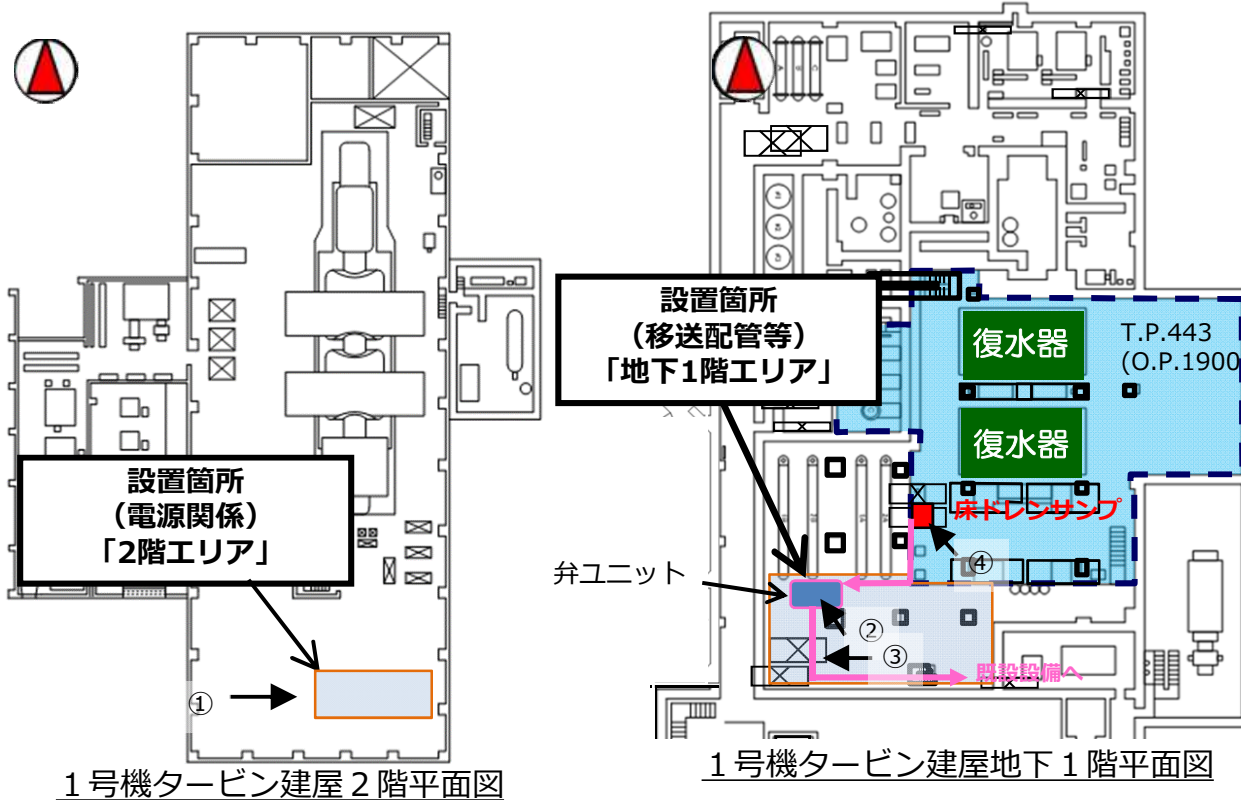 設置箇所
(電源関係)
「2階エリア」
①
1号機タービン建屋2階平面図
設置箇所
(移送配管等)
「地下1階エリア」
復水器
T.P.443
(O.P.1900
復水器
床ドレンサンプ
④
弁ユニット
②
③
既設設備へ
1号機タービン建屋地下1階平面図